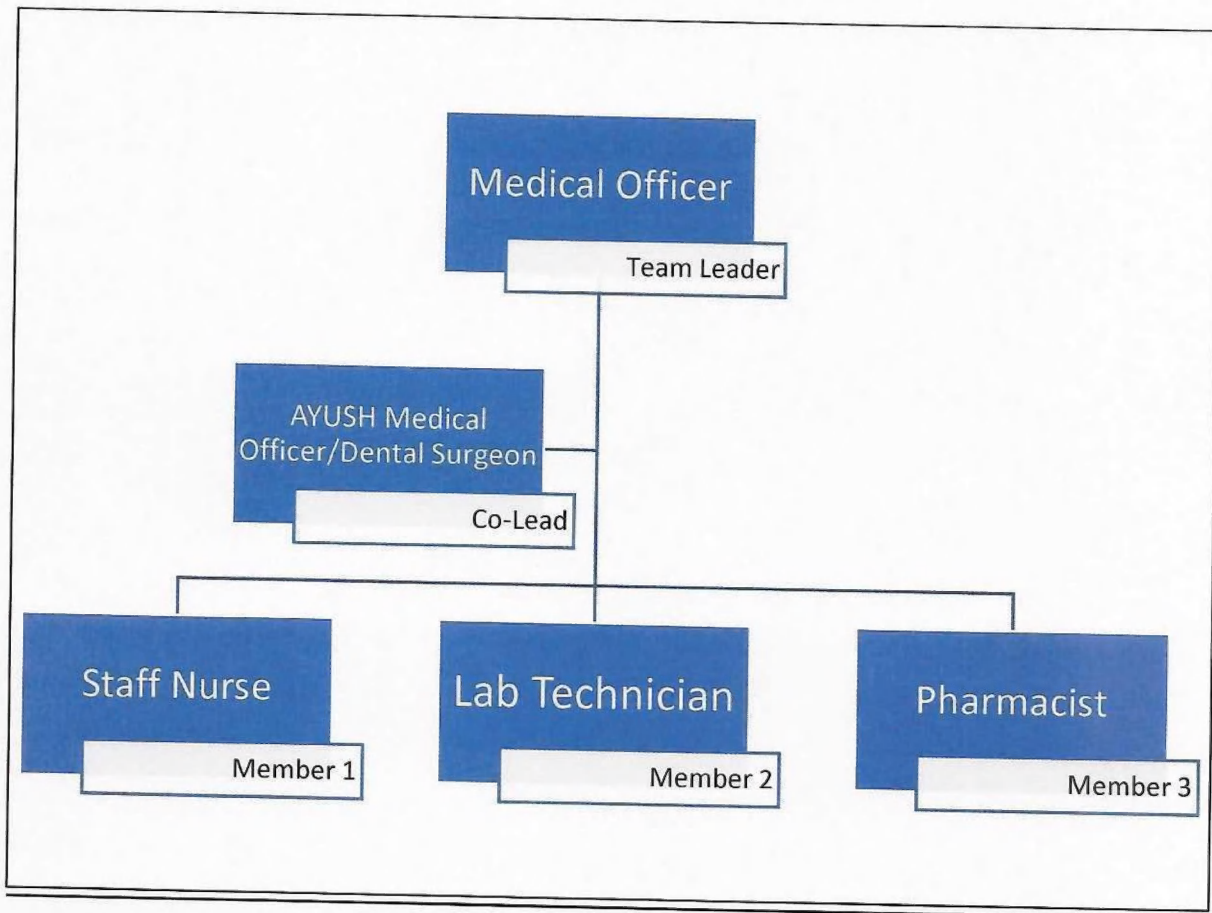 Medical Officer
Team Leader
AYUSH Medical
Officer/Dental Surgeon
Co-Lead
Staff Nurse
Member 1
Lab Technician
Member 2
Pharmacist
Member 3